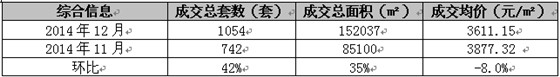 综合信息 成交总套数（套） 成交总面积（㎡） 成交均价（元/㎡）
2014年12月 1054 152037 3611.15
2014年11月 742 85100 3877.32
环比 42% 35% -8.0%